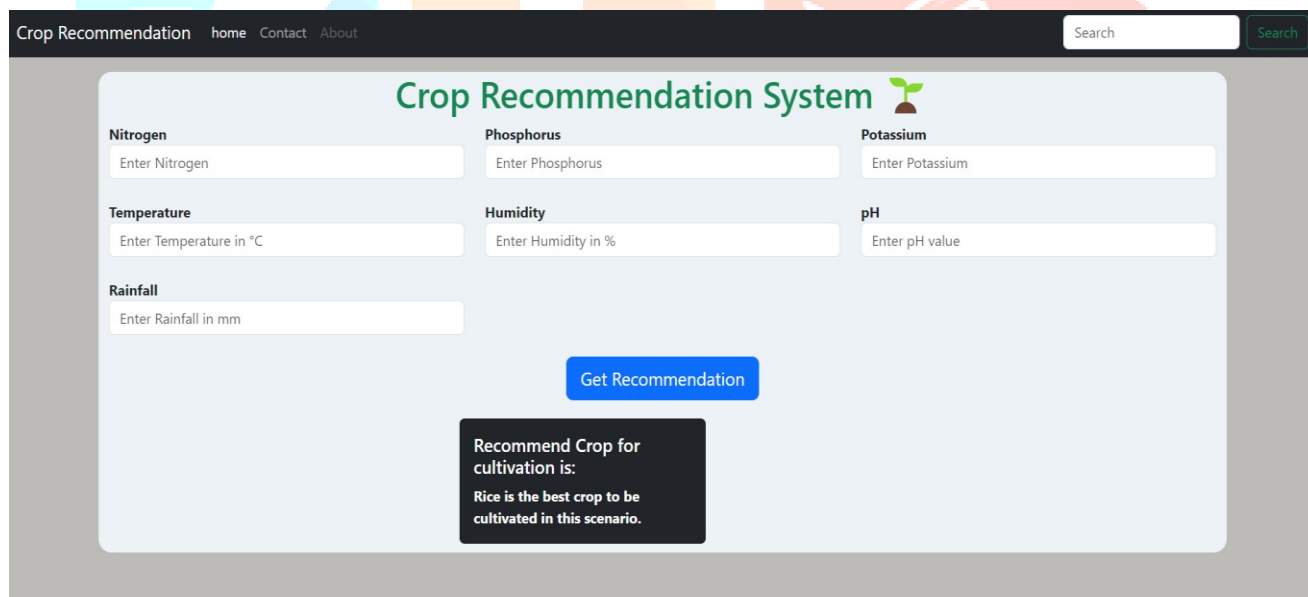 Crop Recommendation home Contact About Search Search
Crop Recommendation System
Nitrogen Phosphorus Potassium
Enter Nitrogen Enter Phosphorus Enter Potassium
Temperature Humidity pH
Enter Temperature in °C Enter Humidity in % Enter pH value
Rainfall
Enter Rainfall in mm
Get Recommendation
Recommend Crop for
cultivation is:
Rice is the best crop to be
cultivated in this scenario.